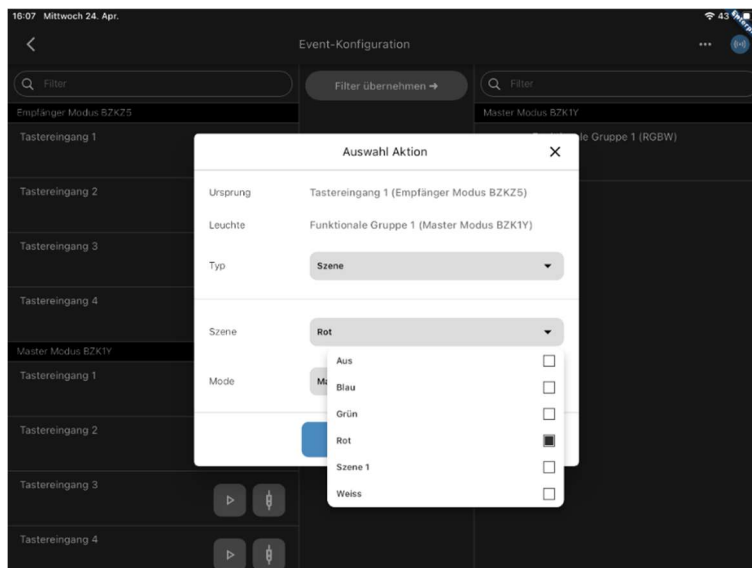 16:07 Mittwoch 24. Apr.
43
Event-Konfiguration
Filter
Filter übernehmen ➔
Filter
Empfänger Modus BZKZ5
Master Modus BZK1Y
Tastereingang 1
le Gruppe 1 (RGBW)
Auswahl Aktion
Tastereingang 2
Ursprung
Tastereingang 1 (Empfänger Modus BZKZ5)
Leuchte
Funktionale Gruppe 1 (Master Modus BZK1Y)
Tastereingang 3
Typ
Szene
Tastereingang 4
Szene
Rot
Master Modus BZK1Y
Aus
Tastereingang 1
Mode
Blau
Grün
Tastereingang 2
Rot
Szene 1
Tastereingang 3
Weiss
Tastereingang 4